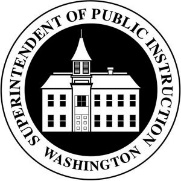 SUPERINTENDENT OF PUBLIC INSTRUCTION
WASHINGTON